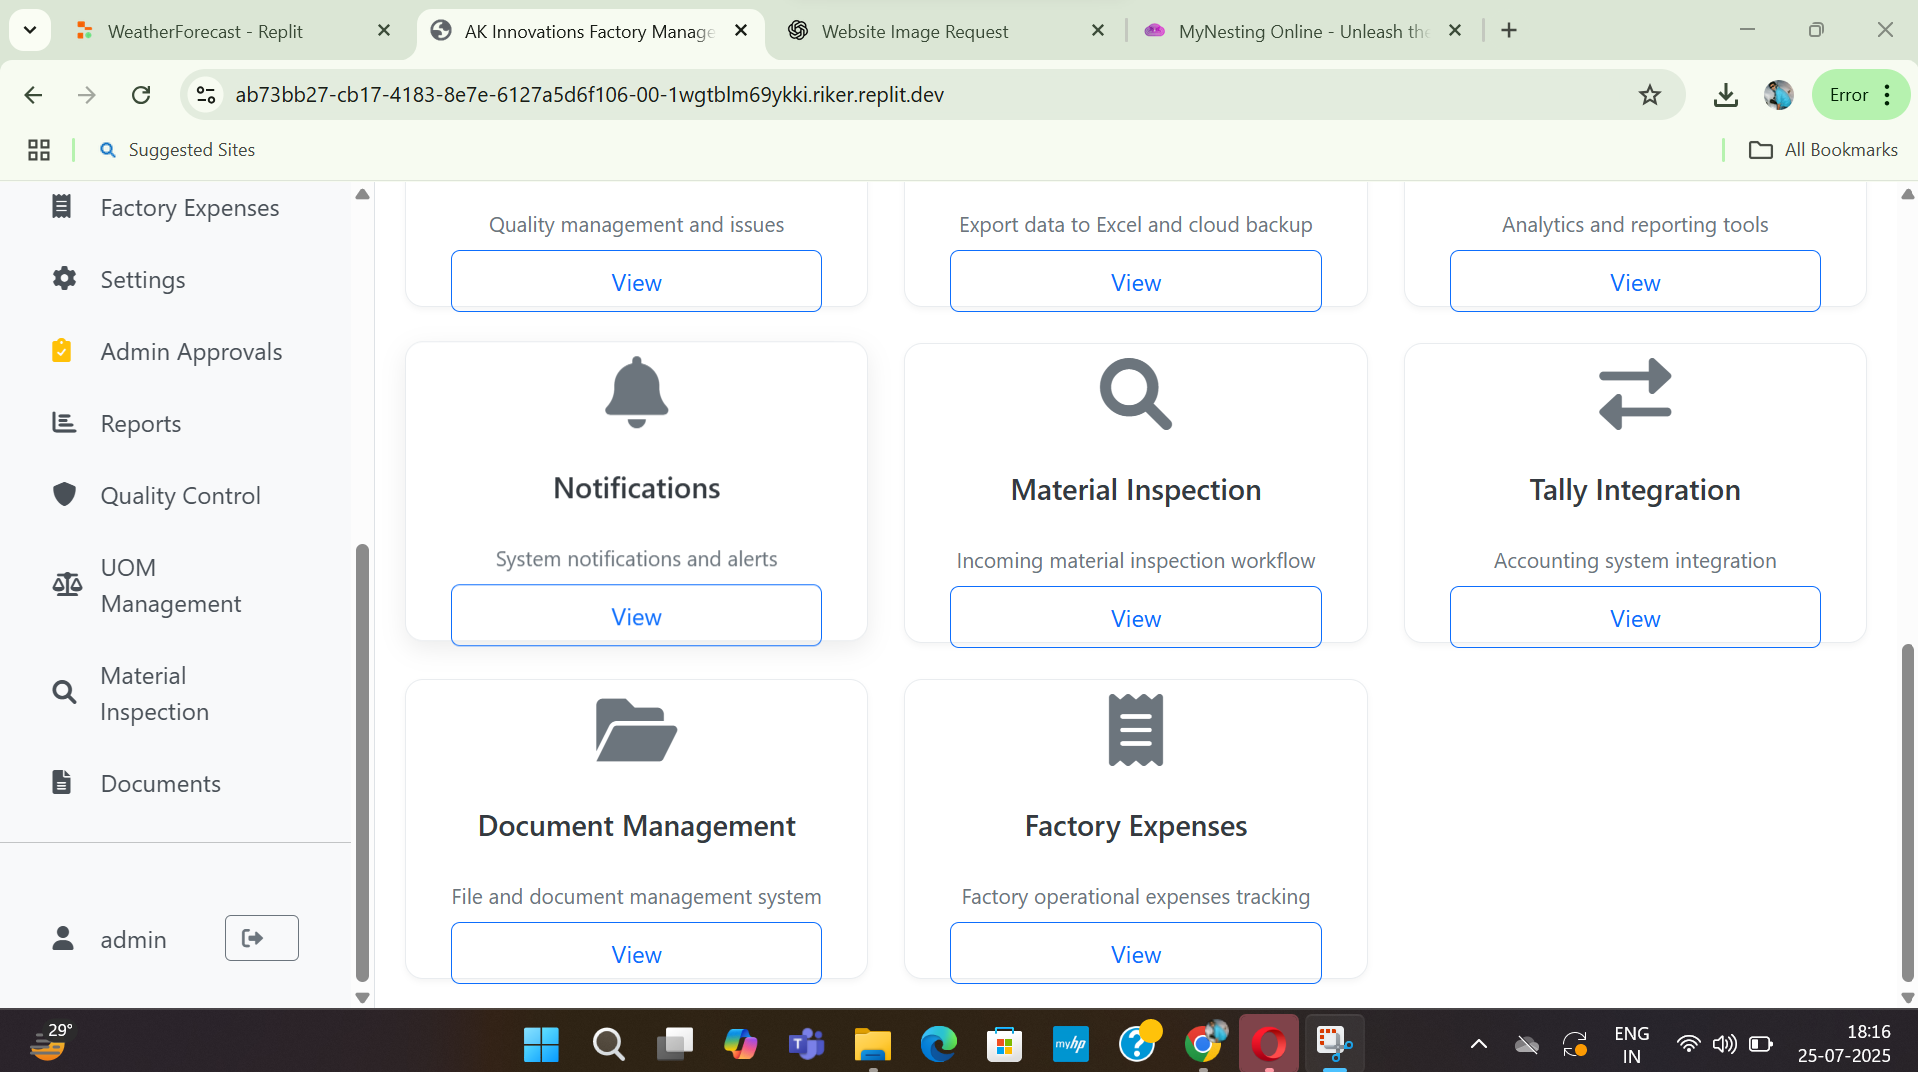 WeatherForecast - Replit
AK Innovations Factory Manage
Website Image Request
MyNesting Online - Unleash the
ab73bb27-cb17-4183-8e7e-6127a5d6f106-00-1wgtblm69ykki.riker.replit.dev
Error
Suggested Sites
All Bookmarks
Factory Expenses
Settings
Admin Approvals
Reports
Quality Control
UOM
Management
Material
Inspection
Documents
admin
Quality management and issues
View
Export data to Excel and cloud backup
View
Analytics and reporting tools
View
Notifications
System notifications and alerts
View
Material Inspection
Incoming material inspection workflow
View
Tally Integration
Accounting system integration
View
Document Management
File and document management system
View
Factory Expenses
Factory operational expenses tracking
View
29°
myhp
ENG
IN
18:16
25-07-2025